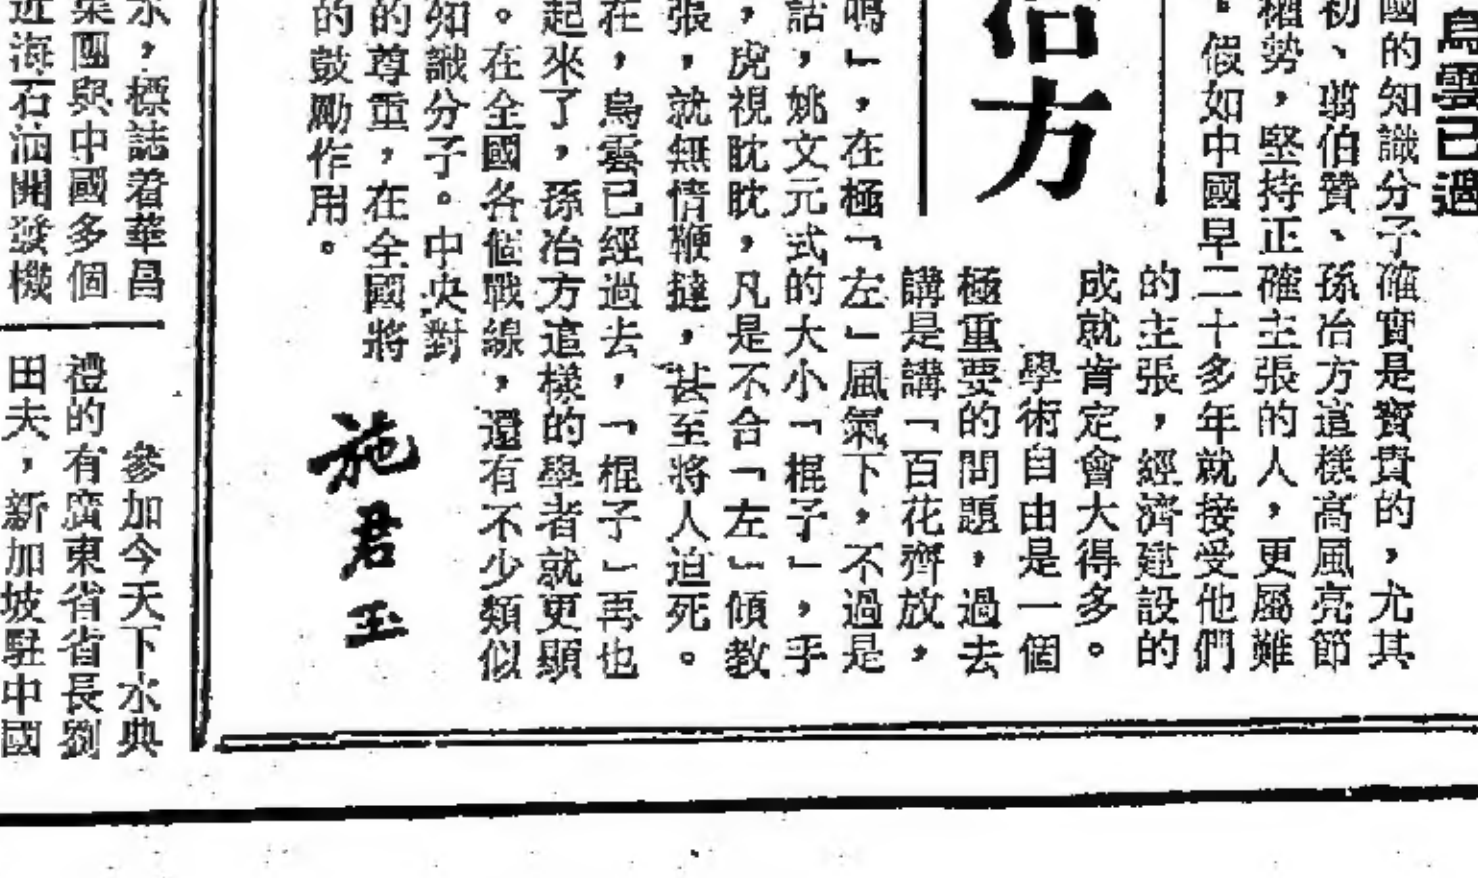 烏雲已過
國的知識分子確實是寶貴的，尤其
初、翦伯贊、孫冶方這樣高風亮節
權勢，堅持正確主張的人，更屬難
。假如中國早二十多年就接受他們
的主張，經濟建設的
成就肯定會大得多。
冶方
學術自由是一個
極重要的問題，過去
講是講「百花齊放，
鳴」，在極「左」風氣下，不過是
話，姚文元式的大小「棍子」，手
，虎視眈眈，凡是不合「左」傾教
張，就無情鞭撻，甚至將人迫死。
在，烏雲已經過去，「棍子」再也
起來了，孫冶方這樣的學者就更顯
。在全國各個戰線，還有不少類似
知識分子。中央對
的尊重，在全國將
的鼓勵作用。
施君玉
水，標誌着華昌
集團與中國多個
近海石油開發機
參加今天下水典
禮的有廣東省省長劉
田夫，新加坡駐中國